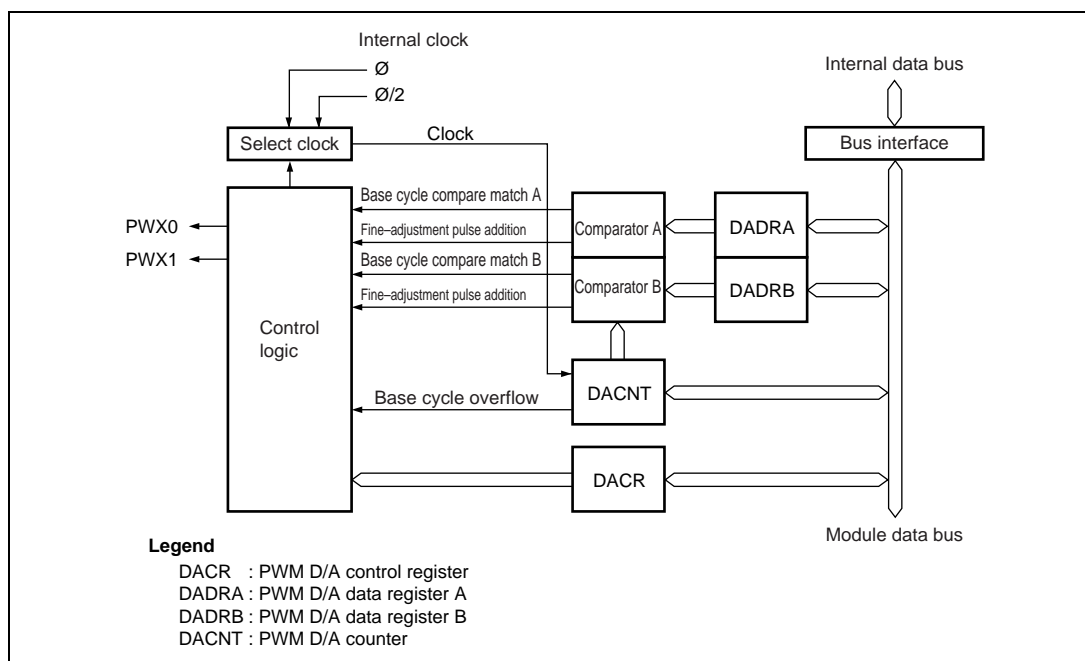 Internal clock
Ø
Ø/2
Internal data bus
Select clock
Clock
Bus interface
Base cycle compare match A
PWX0
Fine–adjustment pulse addition
Comparator A
DADRA
PWX1
Base cycle compare match B
Fine–adjustment pulse addition
Comparator B
DADRB
Control
logic
DACNT
Base cycle overflow
DACR
Module data bus
Legend
DACR : PWM D/A control register
DADRA : PWM D/A data register A
DADRB : PWM D/A data register B
DACNT : PWM D/A counter